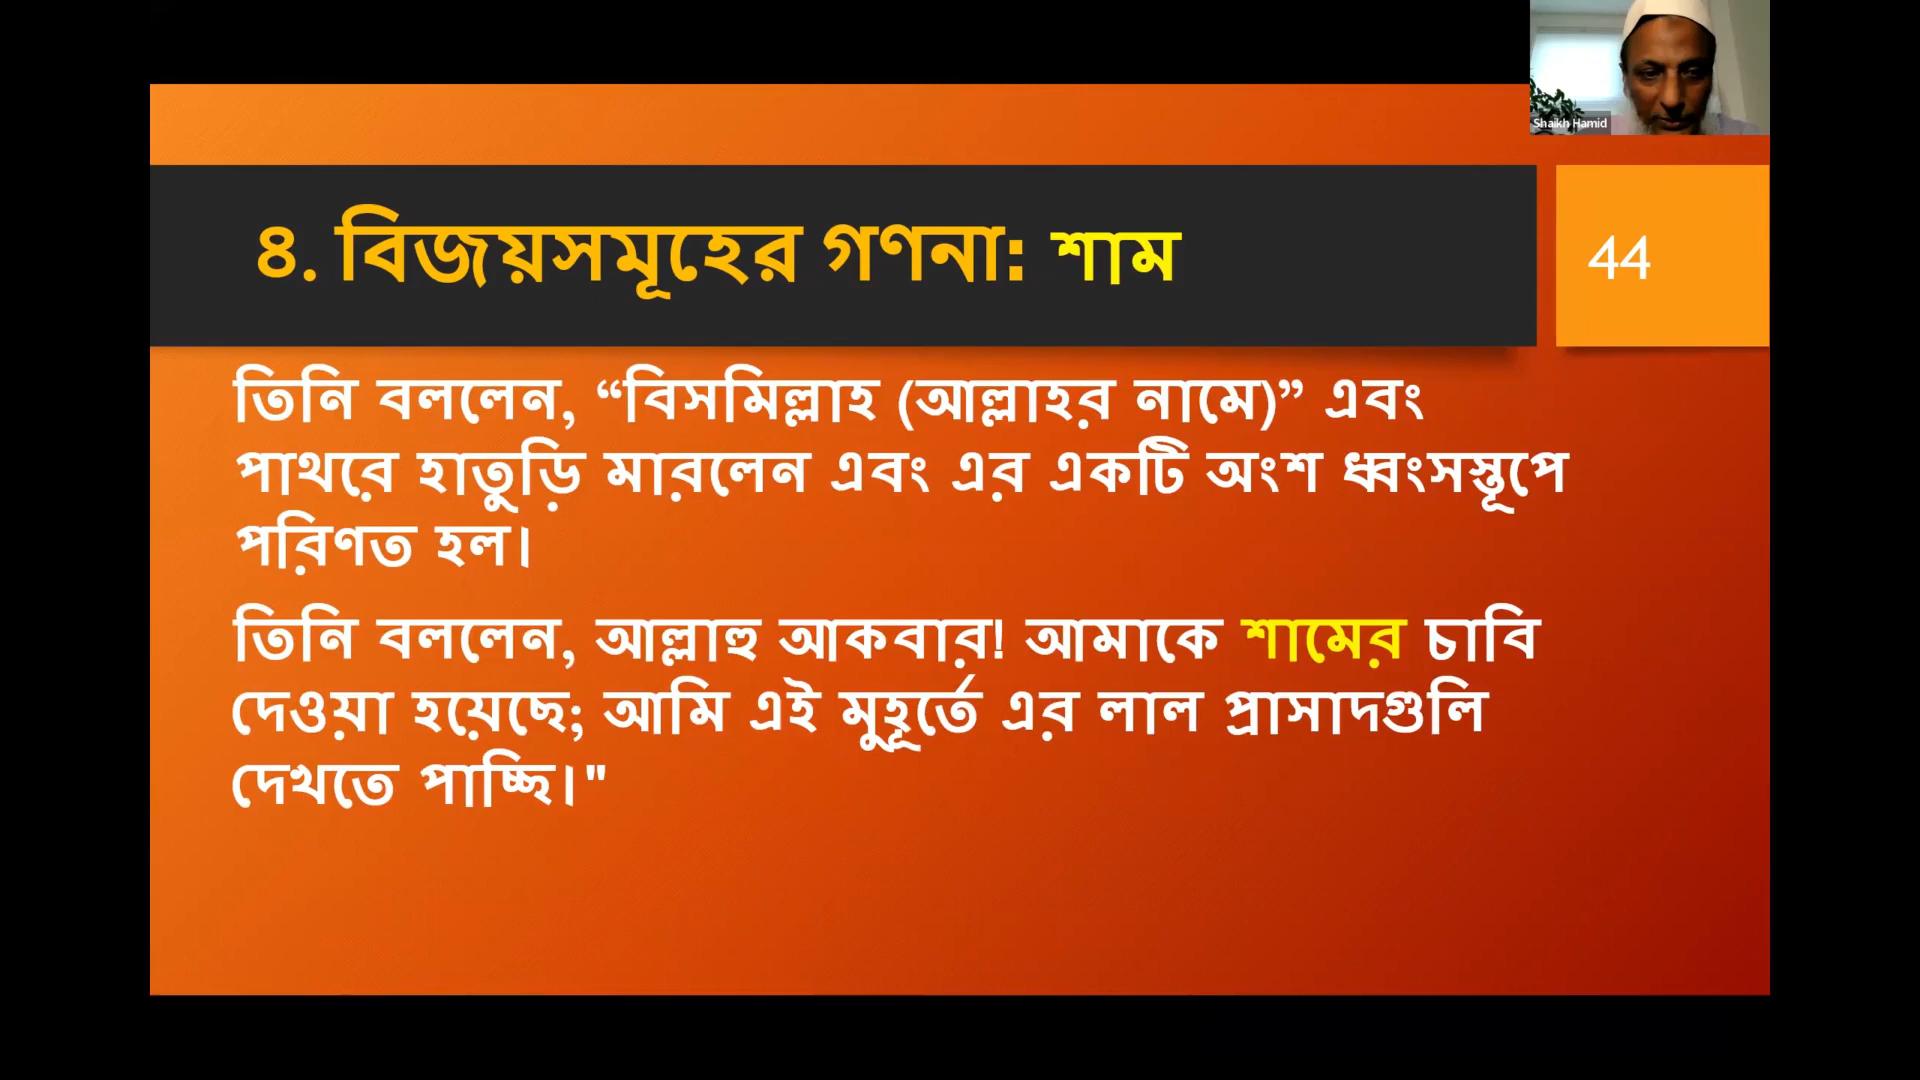 Shaikh Hamid
৪. বিজয়সমূহের গণনা: শাম
44
তিনি বললেন, “বিসমিল্লাহ (আল্লাহর নামে)” এবং
পাথরে হাতুড়ি মারলেন এবং এর একটি অংশ ধ্বংসস্তূপে
পরিণত হল।
তিনি বললেন, আল্লাহু আকবার! আমাকে শামের চাবি
দেওয়া হয়েছে; আমি এই মুহূর্তে এর লাল প্রাসাদগুলি
দেখতে পাচ্ছি।"